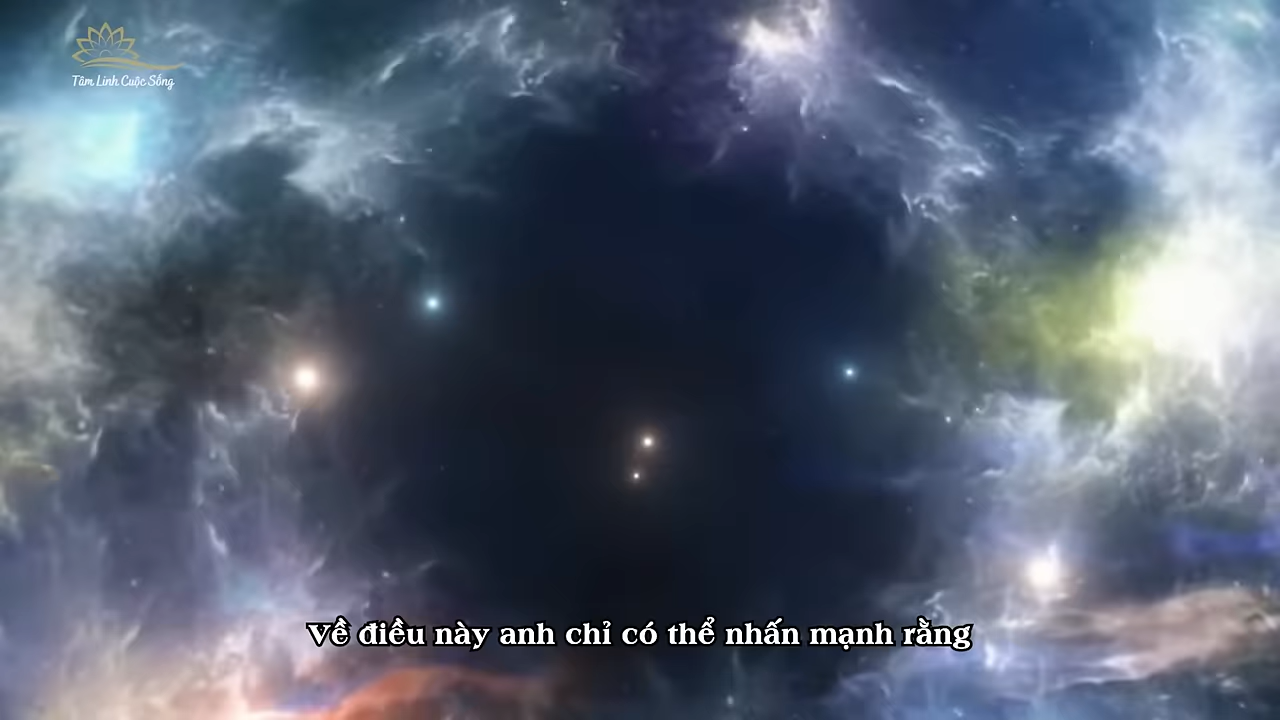 Tâm Linh Cuộc Sống
Về điều này anh chỉ có thể nhấn mạnh rằng